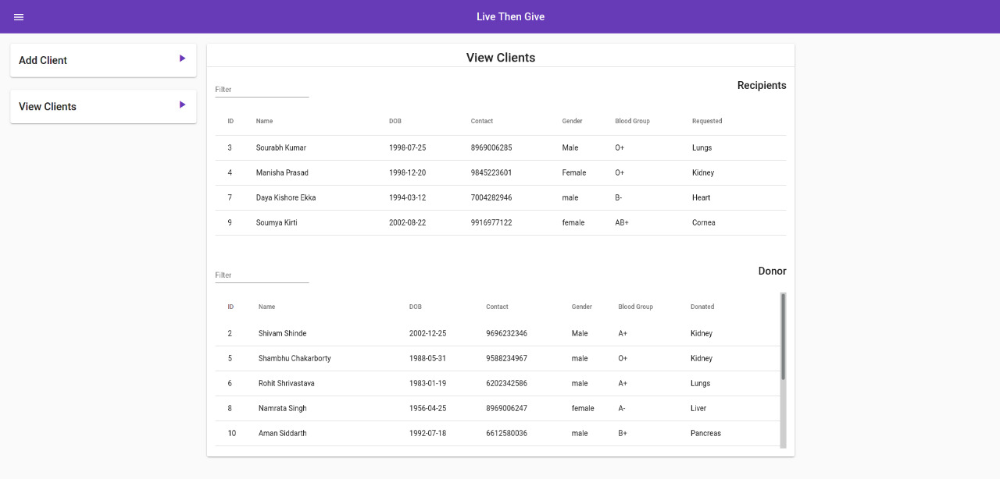 Live Then Give
Add Client
View Clients
View Clients
Filter
Recipients
ID Name DOB Contact Gender Blood Group Requested
3 Sourabh Kumar 1998-07-25 8969006285 Male O+ Lungs
4 Manisha Prasad 1998-12-20 9845223601 Female O+ Kidney
7 Daya Kishore Ekka 1994-03-12 7004282946 male B- Heart
9 Soumya Kirti 2002-08-22 9916977122 female AB+ Cornea
Filter
Donor
ID Name DOB Contact Gender Blood Group Donated
2 Shivam Shinde 2002-12-25 9696232346 Male A+ Kidney
5 Shambhu Chakarborty 1988-05-31 9588234967 male O+ Kidney
6 Rohit Shrivastava 1983-01-19 6202342586 male A+ Lungs
8 Namrata Singh 1956-04-25 8969006247 female A- Liver
10 Aman Siddarth 1992-07-18 6612580036 male B+ Pancreas